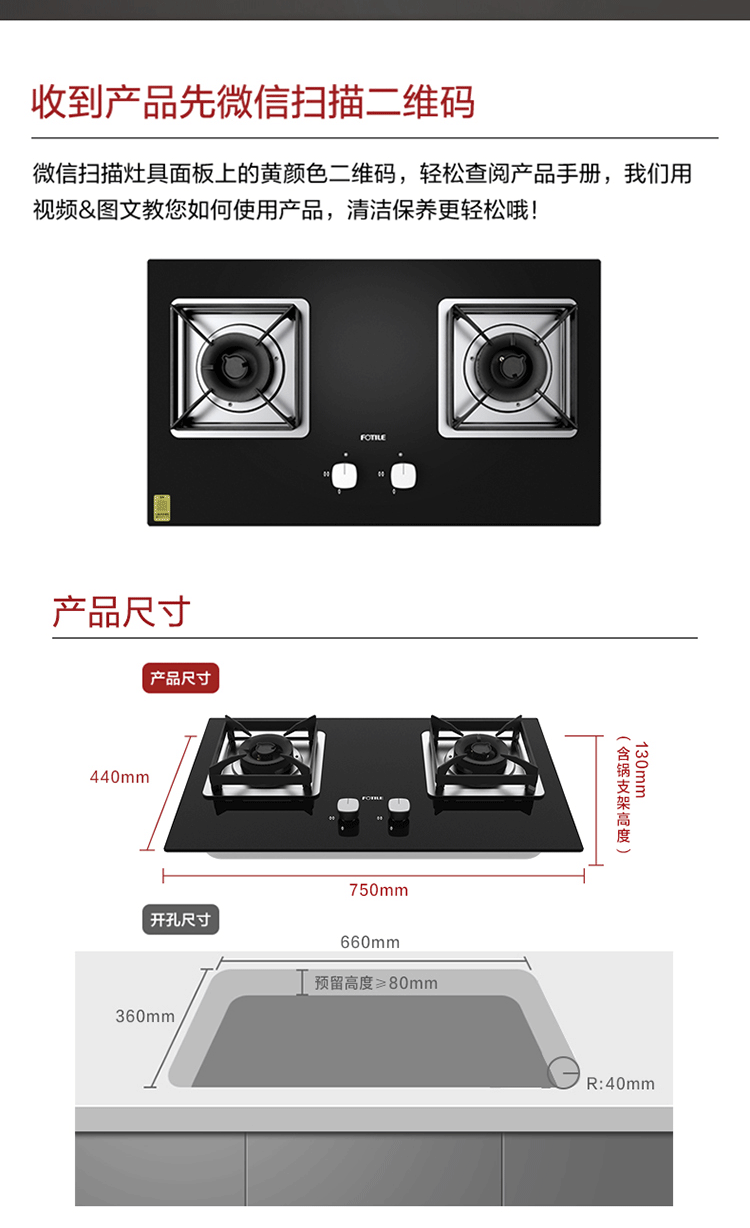 收到产品先微信扫描二维码
微信扫描灶具面板上的黄颜色二维码，轻松查阅产品手册，我们用
视频&图文教您如何使用产品，清洁保养更轻松哦！
FOTILE
产品尺寸
产品尺寸
440mm
FOTILE
130mm
（含锅支架高度）
750mm
开孔尺寸
660mm
预留高度≥80mm
360mm
R:40mm